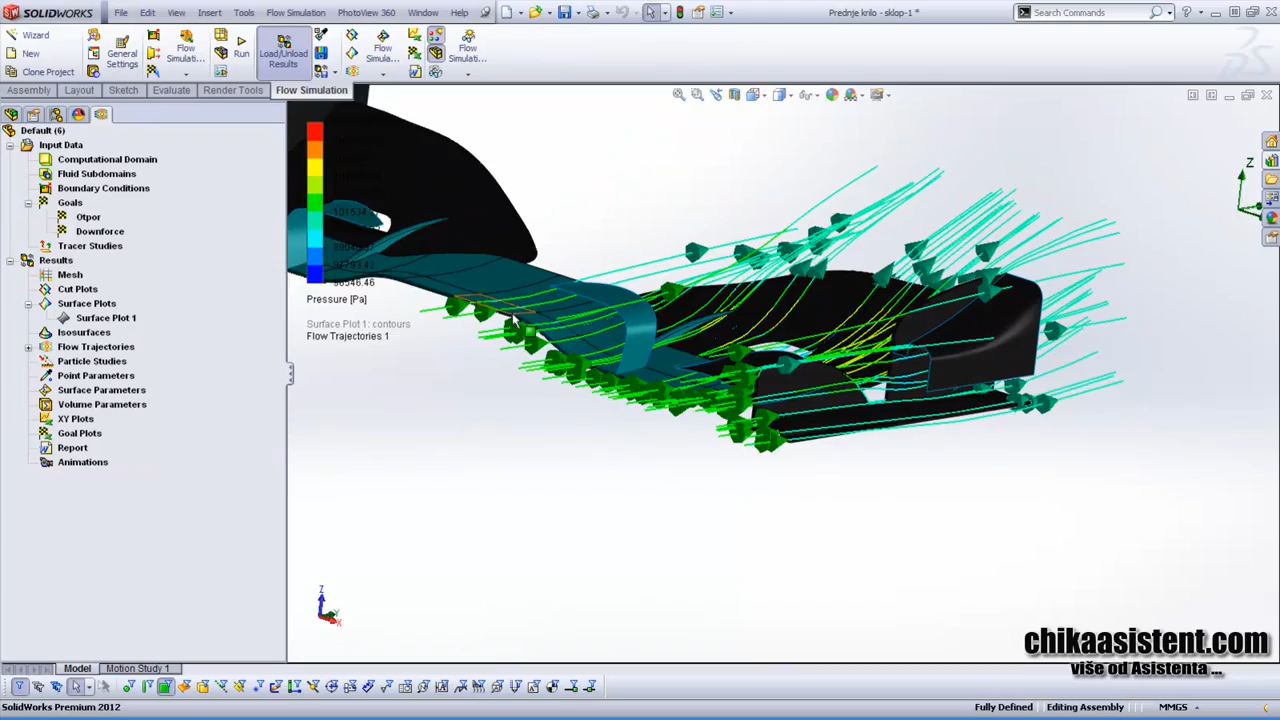 SOLIDWORKS File Edit View Insert Tools Flow Simulation PhotoView 360 Window Help Prednje krilo - sklop-1 * Search Commands
Wizard
New
Clone Project
General Settings
Flow Simulati...
Run
Load/Unload Results
Flow Simula...
Flow Simulati...
Assembly Layout Sketch Evaluate Render Tools Flow Simulation
Default (6)
Input Data
Computational Domain
Fluid Subdomains
Boundary Conditions
Goals
Otpor
Downforce
Tracer Studies
Results
Mesh
Cut Plots
Surface Plots
Surface Plot 1
Isosurfaces
Flow Trajectories
Particle Studies
Point Parameters
Surface Parameters
Volume Parameters
XY Plots
Goal Plots
Report
Animations
97793.42
96546.46
Pressure [Pa]
Surface Plot 1: contours
Flow Trajectories 1
Z
Z
Y
X
chikaasistent.com
više od Asistenta ...
Model Motion Study 1
SolidWorks Premium 2012 Fully Defined Editing Assembly MMGS